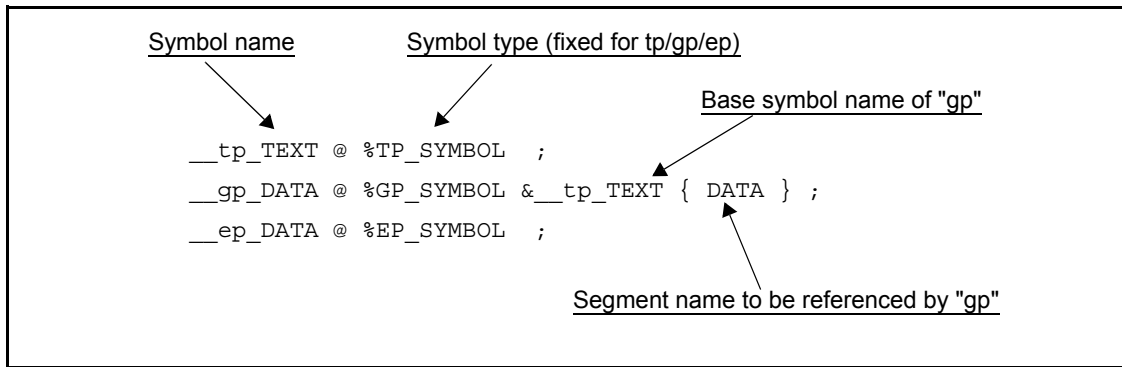 Symbol name Symbol type (fixed for tp/gp/ep)
Base symbol name of "gp"
__tp_TEXT @ %TP_SYMBOL ;
__gp_DATA @ %GP_SYMBOL &__tp_TEXT { DATA } ;
__ep_DATA @ %EP_SYMBOL ;
Segment name to be referenced by "gp"